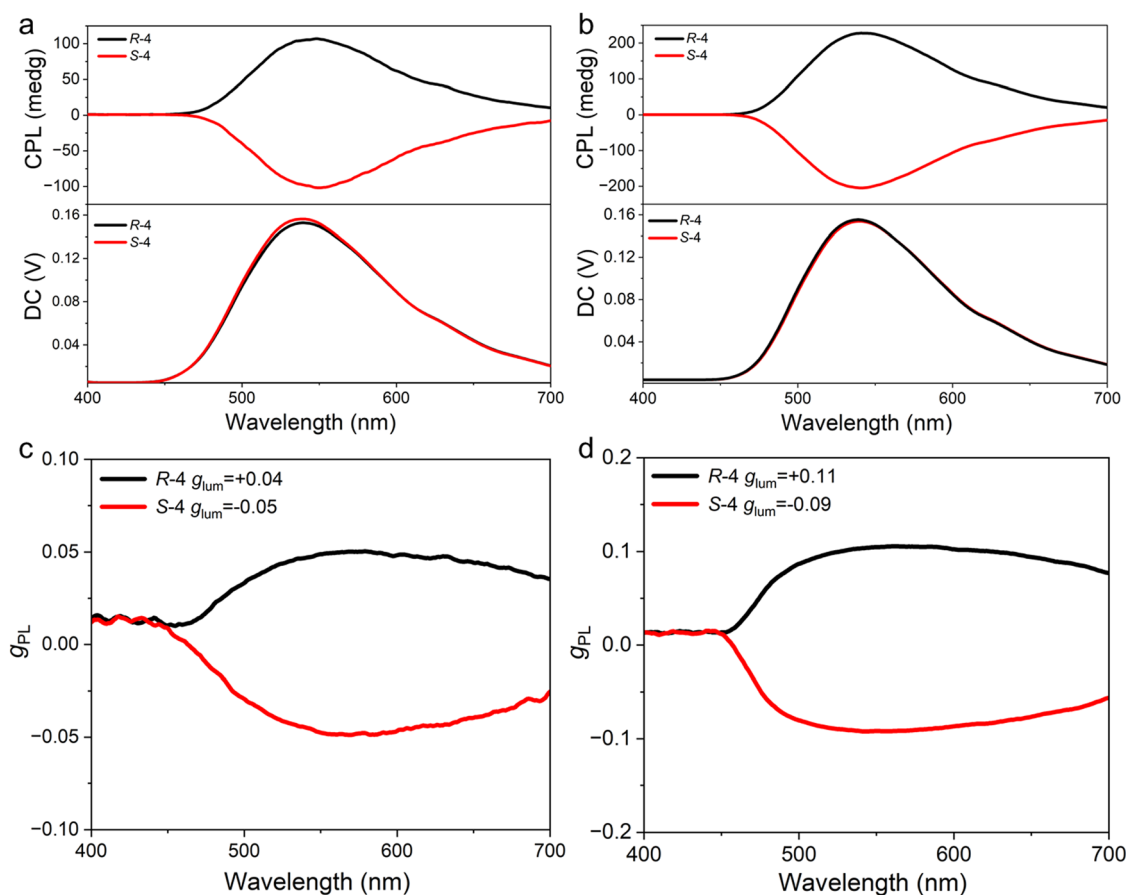 a
R-4
S-4
CPL (medg)
100
50
0
−50
−100
R-4
S-4
DC (V)
0.16
0.12
0.08
0.04
400 500 600 700
Wavelength (nm)
b
R-4
S-4
CPL (medg)
200
100
0
−100
−200
R-4
S-4
DC (V)
0.16
0.12
0.08
0.04
400 500 600 700
Wavelength (nm)
c
R-4 glum=+0.04
S-4 glum=-0.05
gPL
0.10
0.05
0.00
−0.05
−0.10
400 500 600 700
Wavelength (nm)
d
R-4 glum=+0.11
S-4 glum=-0.09
gPL
0.2
0.1
0.0
−0.1
−0.2
400 500 600 700
Wavelength (nm)